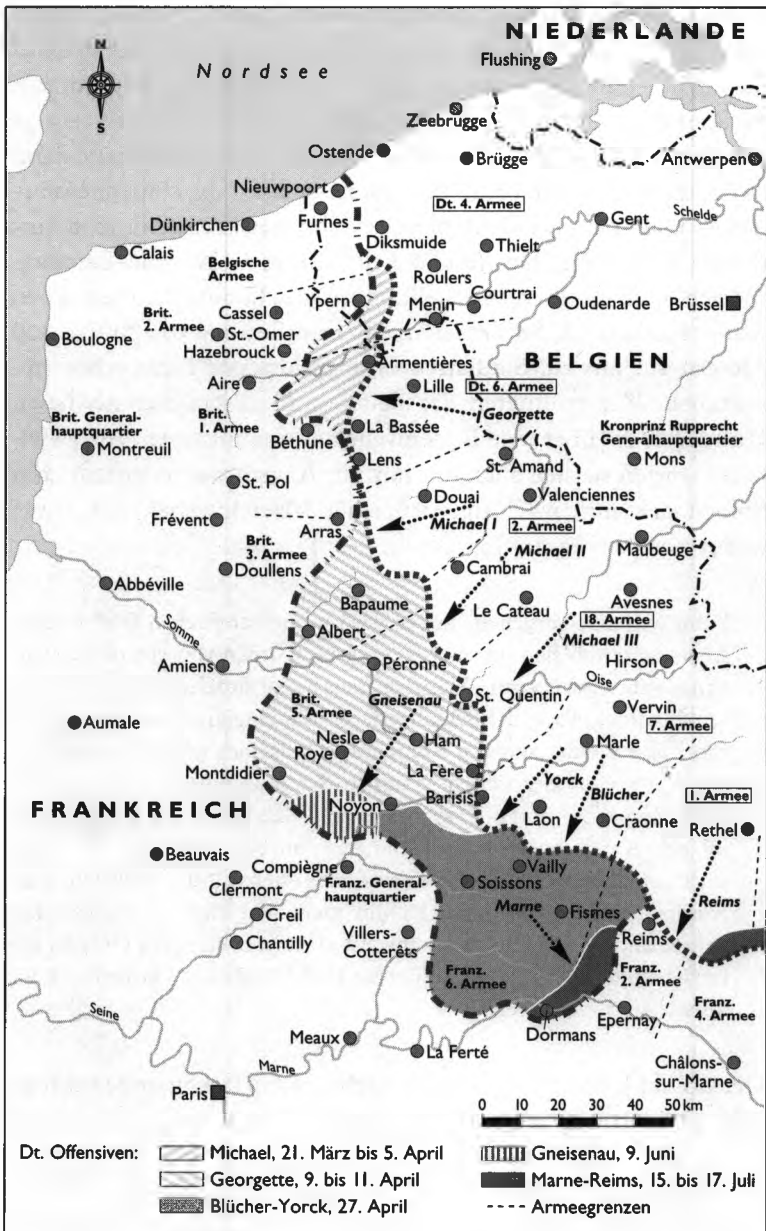 NIEDERLANDE
Flushing
Nordsee
N
S
Zeebrugge
Ostende
Brügge
Antwerpen
Nieuwpoort
Dt. 4. Armee
Furnes
Gent
Schelde
Dünkirchen
Diksmuide
Thielt
Calais
Belgische
Armee
Roulers
Ypern
Courtrai
Cassel
Menin
Oudenarde
Brüssel
Brit.
2. Armee
St.-Omer
Boulogne
Hazebrouck
Armentières
BELGIEN
Aire
Lille
Dt. 6. Armee
Georgette
Brit.
1. Armee
La Bassée
Brit. General-
hauptquartier
Béthune
Kronprinz Rupprecht
Generalhauptquartier
Montreuil
Lens
St. Amand
Mons
St. Pol
Douai
Valenciennes
Frévent
Arras
Michael I
2. Armee
Brit.
3. Armee
Michael II
Maubeuge
Doullens
Cambrai
Abbéville
Bapaume
Le Cateau
Avesnes
Somme
Albert
18. Armee
Michael III
Amiens
Péronne
Hirson
Oise
St. Quentin
Brit.
5. Armee
Gneisenau
Vervin
Aumale
Nesle
7. Armee
Roye
Ham
Marle
Montdidier
La Fère
Yorck
Blücher
FRANKREICH
Noyon
Barisis
Laon
Craonne
1. Armee
Rethel
Beauvais
Compiègne
Vailly
Clermont
Franz. General-
hauptquartier
Soissons
Reims
Creil
Marne
Fismes
Chantilly
Villers-
Cotterêts
Reims
Franz.
6. Armee
Franz.
2. Armee
Franz.
4. Armee
Seine
Epernay
Meaux
Dormans
La Ferté
Marne
Châlons-
sur-Marne
Paris
0 10 20 30 40 50
km
Dt. Offensiven:
Michael, 21. März bis 5. April
Georgette, 9. bis 11. April
Blücher-Yorck, 27. April
Gneisenau, 9. Juni
Marne-Reims, 15. bis 17. Juli
Armeegrenzen